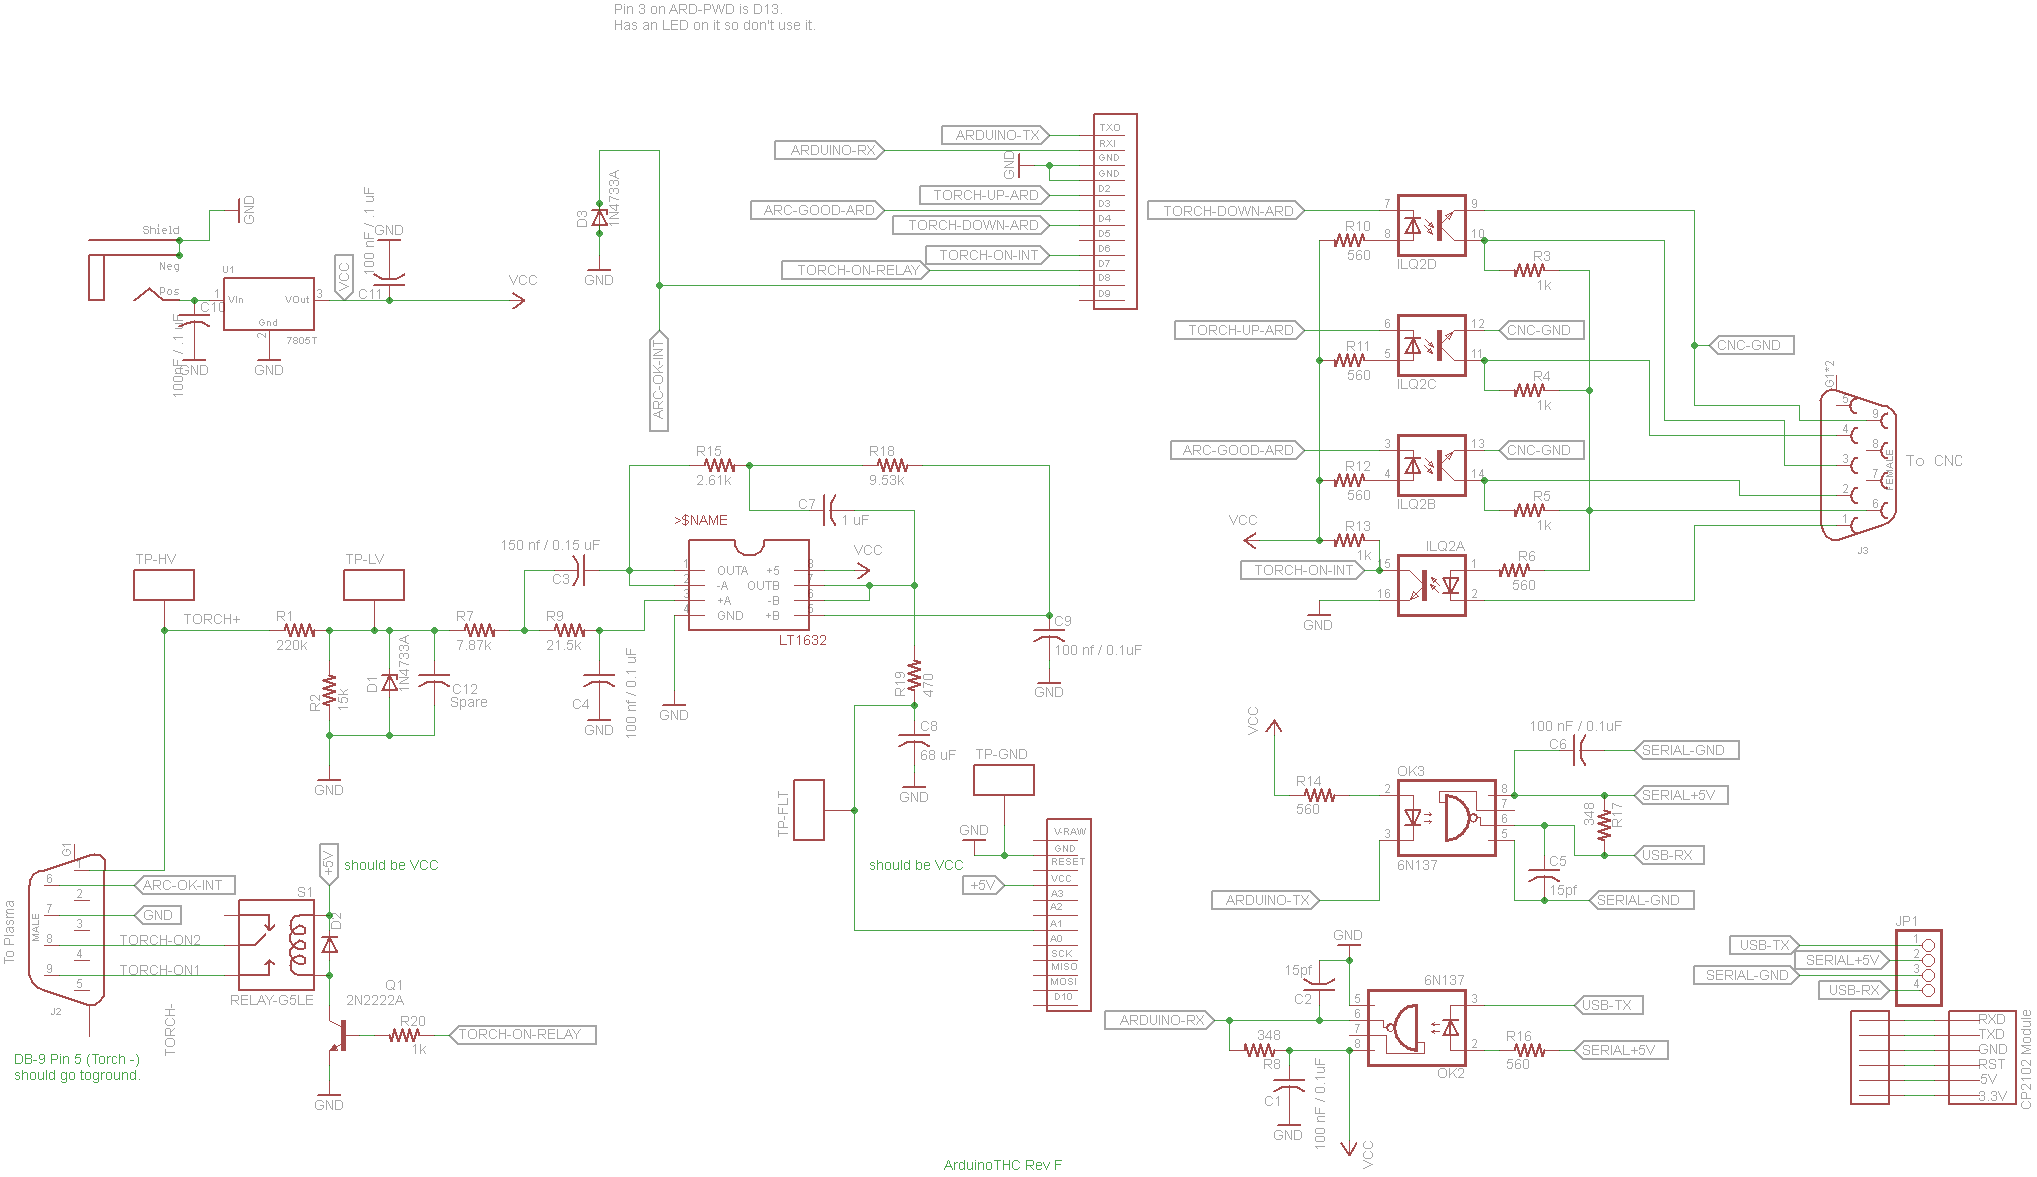 Pin 3 on ARD-PWD is D13.
Has an LED on it so don't use it.
Shield
Neg
Pos
GND
U1
VIn
VOut
Gnd
1
3
2
7805T
C10
100nF / .1 uF
GND
GND
VCC
GND
100 nF / .1 uF
C11
VCC
D3
1N4733A
GND
ARC-OK-INT
ARDUINO-TX
ARDUINO-RX
GND
TORCH-UP-ARD
ARC-GOOD-ARD
TORCH-DOWN-ARD
TORCH-ON-INT
TORCH-ON-RELAY
TXO
RXI
GND
GND
D2
D3
D4
D5
D6
D7
D8
D9
TORCH-DOWN-ARD
7
8
9
10
R10
560
ILQ2D
R3
1k
TORCH-UP-ARD
6
5
12
11
CNC-GND
R11
560
ILQ2C
R4
1k
CNC-GND
ARC-GOOD-ARD
3
4
13
14
CNC-GND
R12
560
ILQ2B
R5
1k
VCC
R13
1k
ILQ2A
TORCH-ON-INT
15
16
1
2
R6
560
GND
G1*2
5
9
4
8
3
7
2
6
1
FEMALE
To CNC
J3
R15
2.61k
R18
9.53k
C7
1 uF
>$NAME
VCC
150 nf / 0.15 uF
C3
1
2
3
4
OUTA
-A
+A
GND
+5
OUTB
-B
+B
8
7
6
5
LT1632
TP-HV
TP-LV
TORCH+
R1
220k
R7
7.87k
R9
21.5k
R2
15k
D1
1N4733A
C12
Spare
GND
C4
100 nf / 0.1 uF
GND
GND
C9
100 nf / 0.1uF
GND
R19
470
C8
68 uF
GND
TP-FLT
TP-GND
GND
should be VCC
+5V
V-RAW
GND
RESET
VCC
A3
A2
A1
A0
SCK
MISO
MOSI
D10
G1
1
6
2
7
3
8
4
9
5
MALE
To Plasma
J2
ARC-OK-INT
GND
TORCH-ON2
TORCH-ON1
TORCH-
DB-9 Pin 5 (Torch -)
should go toground.
+5V
should be VCC
S1
RELAY-G5LE
D2
Q1
2N2222A
R20
1k
TORCH-ON-RELAY
GND
VCC
R14
560
OK3
2
3
8
7
6
5
6N137
ARDUINO-TX
100 nF / 0.1uF
C6
SERIAL-GND
SERIAL+5V
348
R17
USB-RX
C5
15pf
SERIAL-GND
GND
15pf
C2
6N137
5
6
7
8
3
2
OK2
ARDUINO-RX
348
R8
C1
100 nF / 0.1uF
GND
VCC
USB-TX
R16
560
SERIAL+5V
JP1
USB-TX
SERIAL+5V
SERIAL-GND
USB-RX
1
2
3
4
RXD
TXD
GND
RST
5V
3.3V
CP2102 Module
ArduinoTHC Rev F